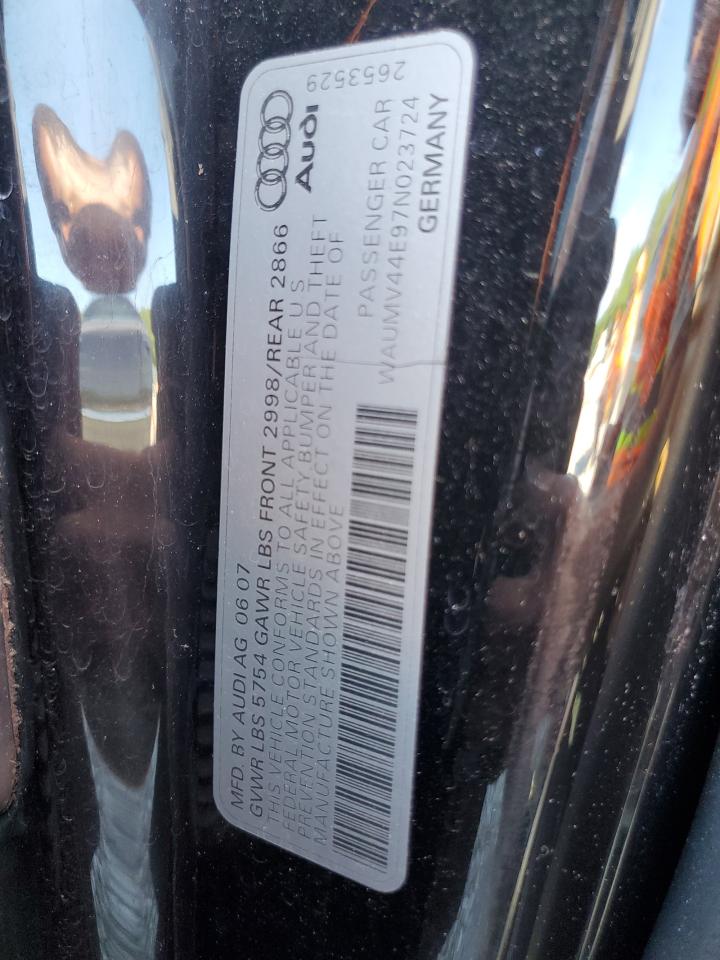 MFD. BY AUDI AG 06 07
GVWR LBS 5754 GAWR LBS FRONT 2998/REAR 2866
THIS VEHICLE CONFORMS TO ALL APPLICABLE U S
FEDERAL MOTOR VEHICLE SAFETY, BUMPER AND THEFT
PREVENTION STANDARDS IN EFFECT ON THE DATE OF
MANUFACTURE SHOWN ABOVE
Audi
2653529
PASSENGER CAR
WAUMV44E97N023724
GERMANY